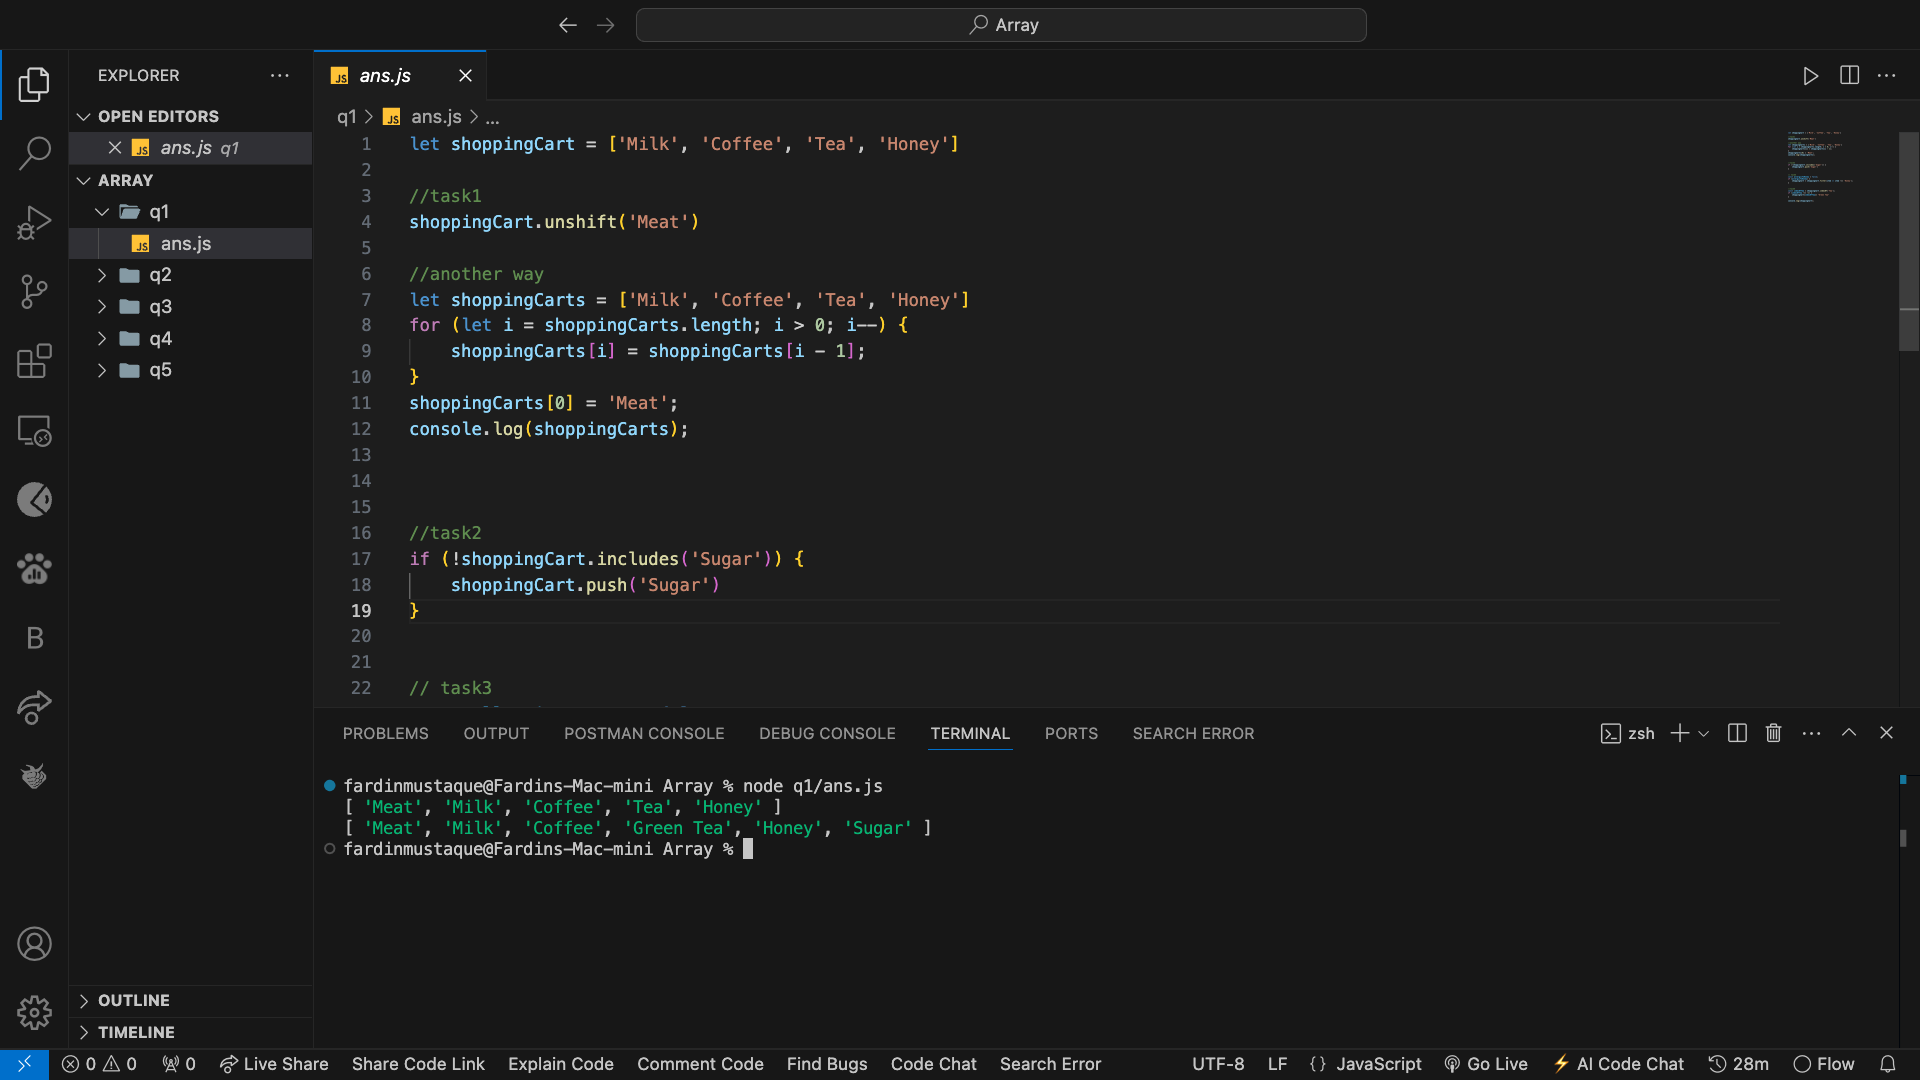 Array
EXPLORER
ans.js
OPEN EDITORS
ans.js q1
ARRAY
q1
ans.js
q2
q3
q4
q5
OUTLINE
TIMELINE
q1 > ans.js > ...
1 let shoppingCart = ['Milk', 'Coffee', 'Tea', 'Honey']
2
3 //task1
4 shoppingCart.unshift('Meat')
5
6 //another way
7 let shoppingCarts = ['Milk', 'Coffee', 'Tea', 'Honey']
8 for (let i = shoppingCarts.length; i > 0; i--) {
9 shoppingCarts[i] = shoppingCarts[i - 1];
10 }
11 shoppingCarts[0] = 'Meat';
12 console.log(shoppingCarts);
13
14
15
16 //task2
17 if (!shoppingCart.includes('Sugar')) {
18 shoppingCart.push('Sugar')
19 }
20
21
22 // task3
PROBLEMS OUTPUT POSTMAN CONSOLE DEBUG CONSOLE TERMINAL PORTS SEARCH ERROR zsh
fardinmustaque@Fardins-Mac-mini Array % node q1/ans.js
[ 'Meat', 'Milk', 'Coffee', 'Tea', 'Honey' ]
[ 'Meat', 'Milk', 'Coffee', 'Green Tea', 'Honey', 'Sugar' ]
fardinmustaque@Fardins-Mac-mini Array %
B
0 0 0 Live Share Share Code Link Explain Code Comment Code Find Bugs Code Chat Search Error UTF-8 LF {} JavaScript Go Live AI Code Chat 28m Flow